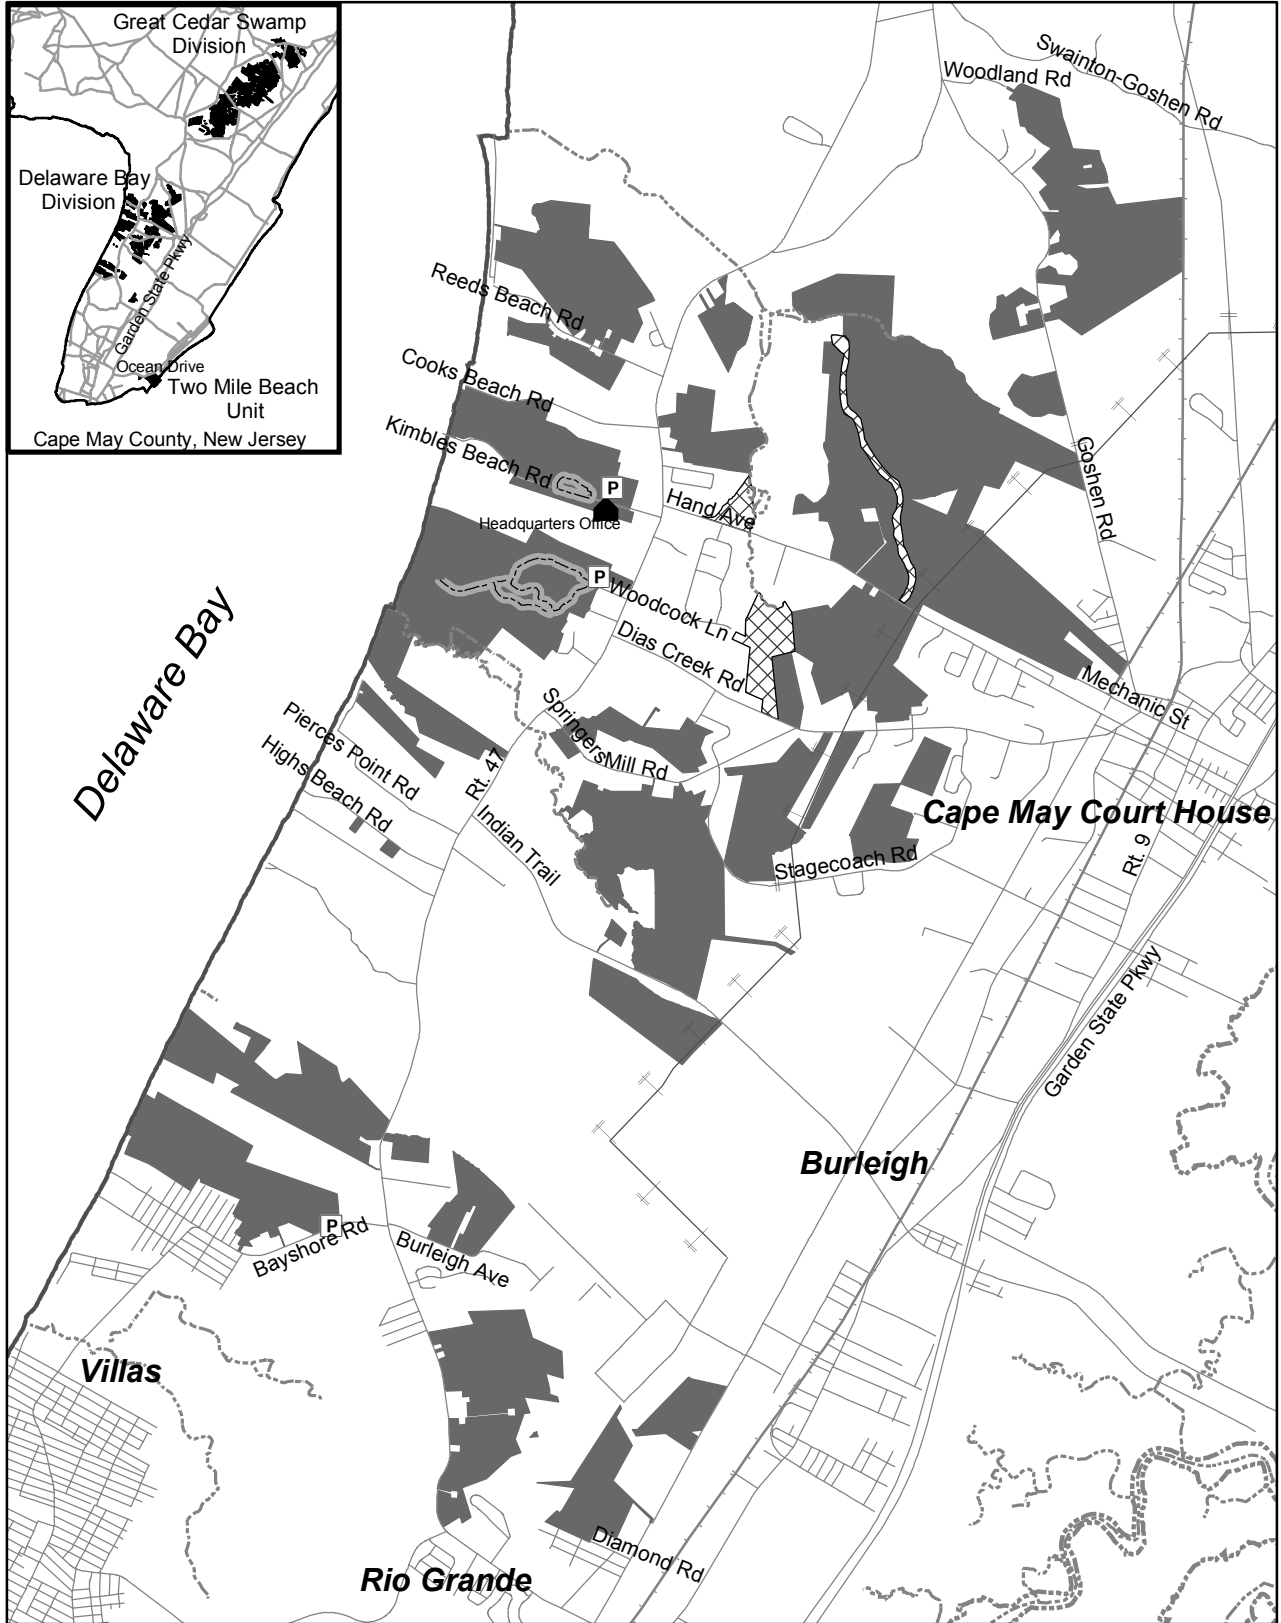 Great Cedar Swamp
Division
Delaware Bay
Division
Garden State Pkwy
Ocean Drive
Two Mile Beach
Unit
Cape May County, New Jersey
Swainton-Goshen Rd
Woodland Rd
Reeds Beach Rd
Cooks Beach Rd
Kimbles Beach Rd
P
Hand Ave
Headquarters Office
Goshen Rd
P
Woodcock Ln
Dias Creek Rd
Mechanic St
Delaware Bay
Springers Mill Rd
Pierces Point Rd
Highs Beach Rd
Rt. 47
Indian Trail
Cape May Court House
Stagecoach Rd
Rt. 9
Garden State Pkwy
Burleigh
P
Bayshore Rd
Burleigh Ave
Villas
Diamond Rd
Rio Grande